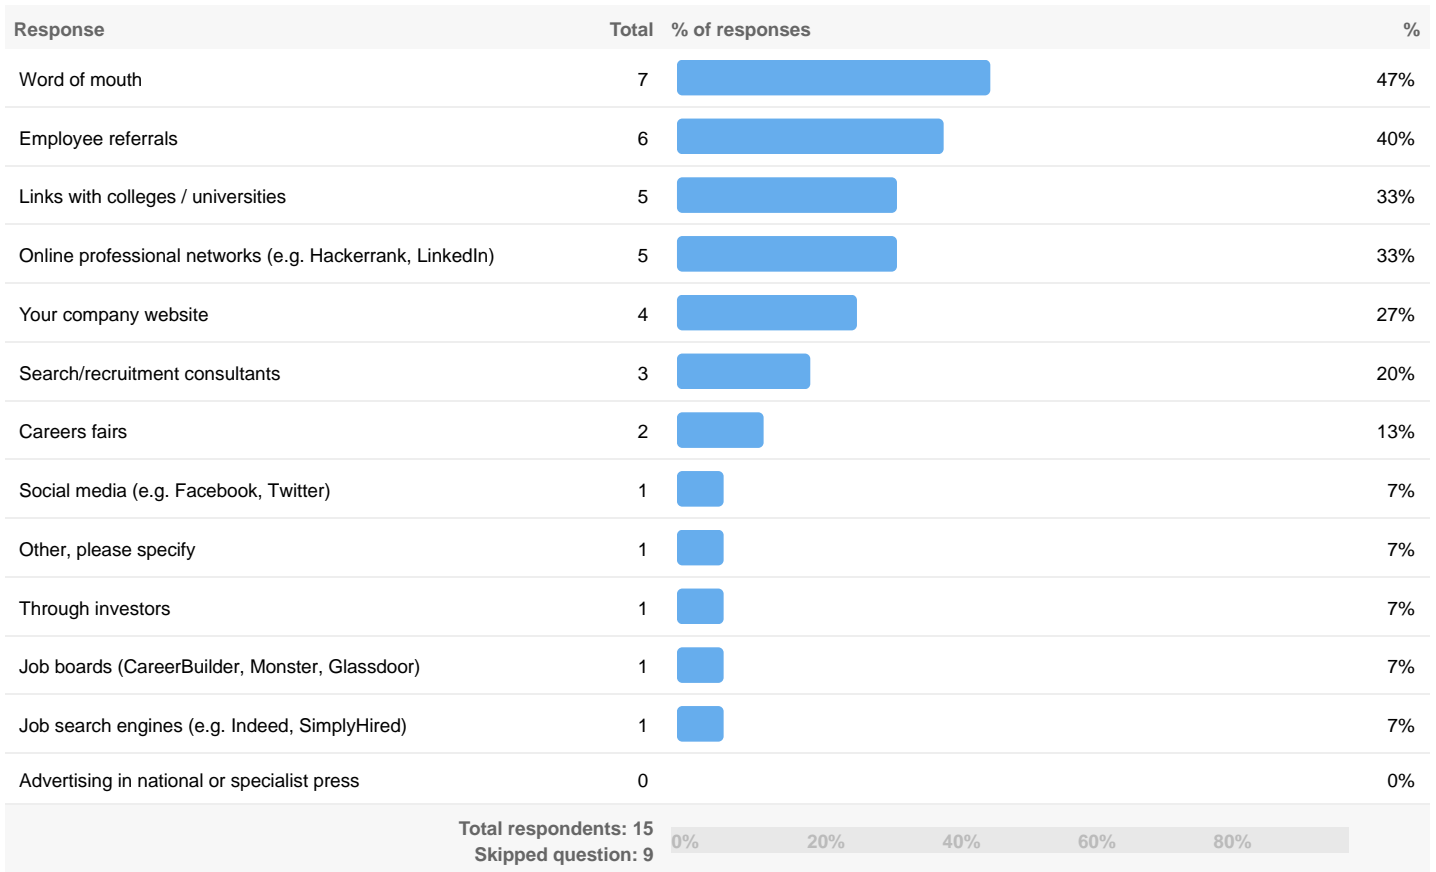 Response Total % of responses %
Word of mouth 7 47%
Employee referrals 6 40%
Links with colleges / universities 5 33%
Online professional networks (e.g. Hackerrank, LinkedIn) 5 33%
Your company website 4 27%
Search/recruitment consultants 3 20%
Careers fairs 2 13%
Social media (e.g. Facebook, Twitter) 1 7%
Other, please specify 1 7%
Through investors 1 7%
Job boards (CareerBuilder, Monster, Glassdoor) 1 7%
Job search engines (e.g. Indeed, SimplyHired) 1 7%
Advertising in national or specialist press 0 0%
Total respondents: 15
Skipped question: 9
0% 20% 40% 60% 80%